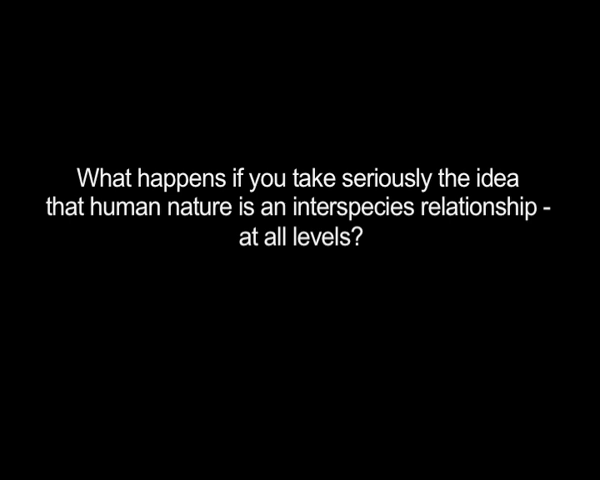 What happens if you take seriously the idea
that human nature is an interspecies relationship -
at all levels?